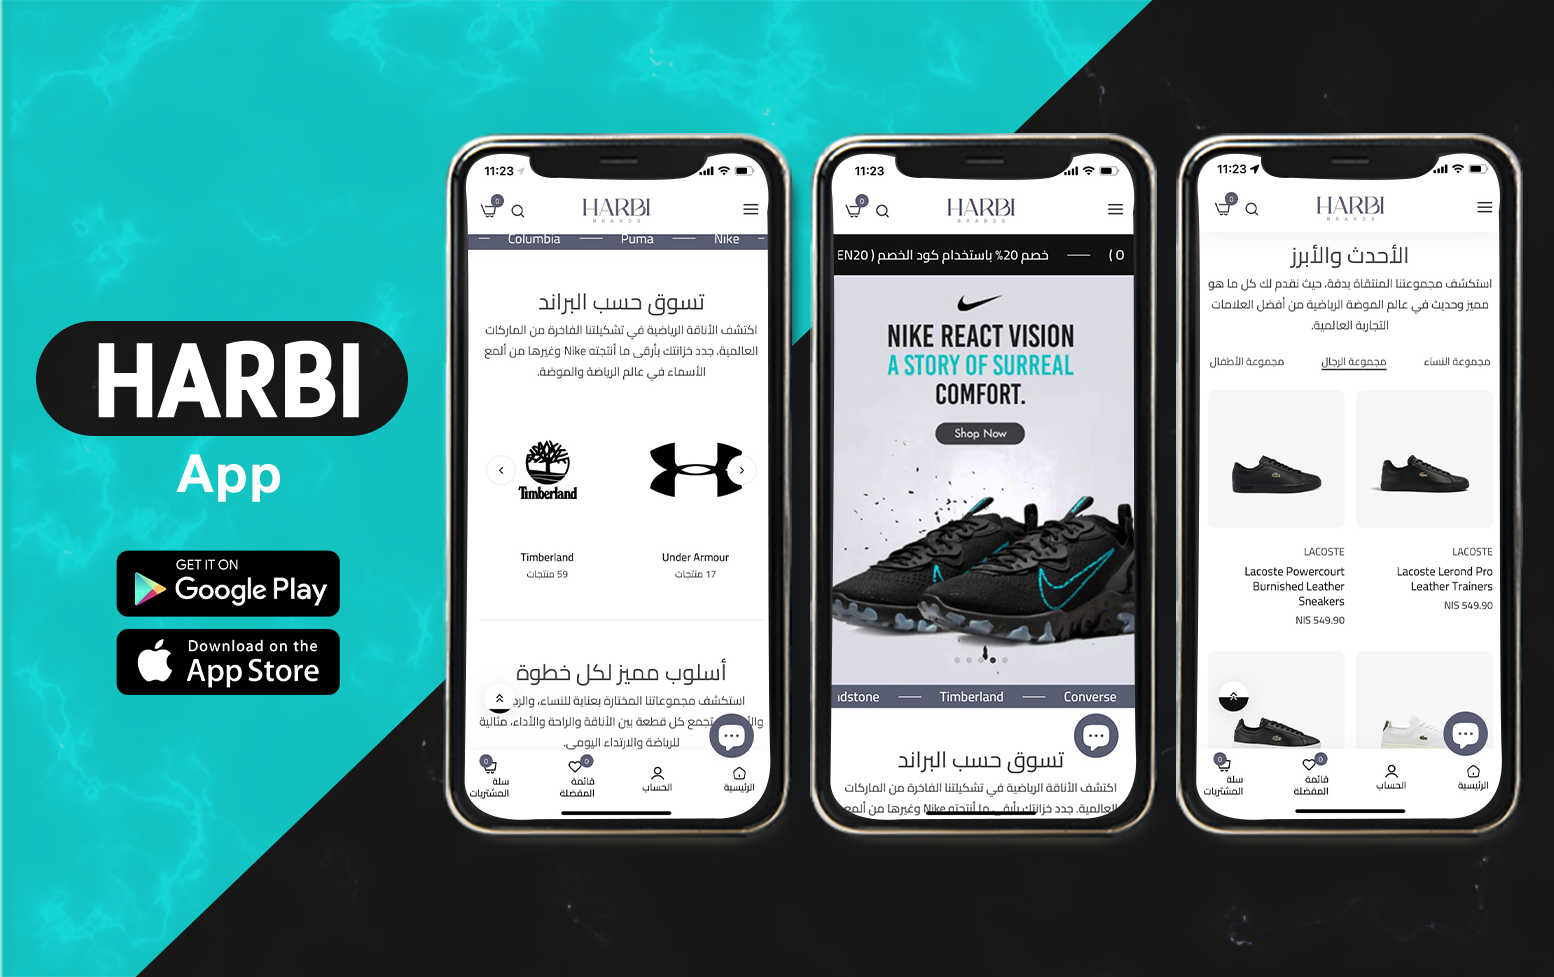 HARBI
App
GET IT ON
Google Play
Download on the
App Store
11:23
0
HARBI
BRANDS
Columbia — Puma — Nike
تسوق حسب البراند
اكتشف الأناقة الرياضية في تشكيلتنا الفاخرة من الماركات
العالمية. جدد خزانتك بأرقى ما أنتجته Nike وغيرها من ألمع
الأسماء في عالم الرياضة والموضة.
Timberland
Timberland
59 منتجات
Under Armour
17 منتجات
أسلوب مميز لكل خطوة
استكشف مجموعاتنا المختارة بعناية للنساء،
تجمع كل قطعة بين الأناقة والراحة والأداء، مثالية
للرياضة والارتداء اليومي.
0
سلة
المشتريات
0
قائمة
المفضلة
الحساب
الرئيسية
11:23
0
HARBI
BRANDS
خصم 20% باستخدام كود الخصم ( EN20
NIKE REACT VISION
A STORY OF SURREAL
COMFORT.
Shop Now
Timberland — Converse
تسوق حسب البراند
اكتشف الأناقة الرياضية في تشكيلتنا الفاخرة من الماركات
العالمية. جدد خزانتك بأرقى ما أنتجته Nike وغيرها من ألمع
11:23
0
HARBI
BRANDS
الأحدث والأبرز
استكشف مجموعتنا المنتقاة بدقة، حيث نقدم لك كل ما هو
مميز وحديث في عالم الموضة الرياضية من أفضل العلامات
التجارية العالمية.
مجموعة النساء
مجموعة الرجال
مجموعة الأطفال
LACOSTE
Lacoste Powercourt
Burnished Leather
Sneakers
NIS 549.90
LACOSTE
Lacoste Lerond Pro
Leather Trainers
NIS 549.90
0
سلة
المشتريات
0
قائمة
المفضلة
الحساب
الرئيسية